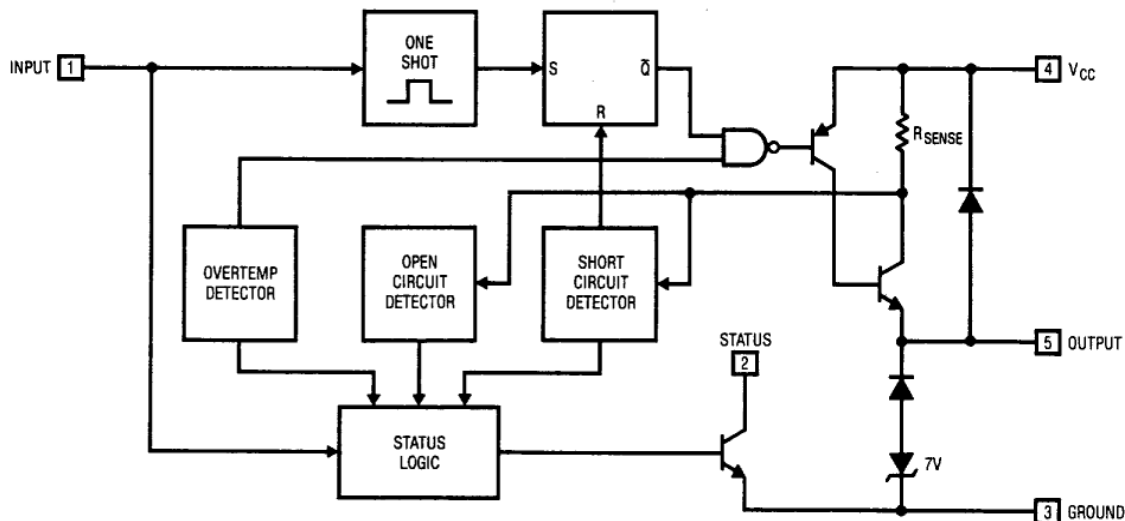 ONE
SHOT
INPUT 1
S
Q̅
R
4 VCC
RSENSE
OVERTEMP
DETECTOR
OPEN
CIRCUIT
DETECTOR
SHORT
CIRCUIT
DETECTOR
STATUS
2
5 OUTPUT
STATUS
LOGIC
7V
3 GROUND